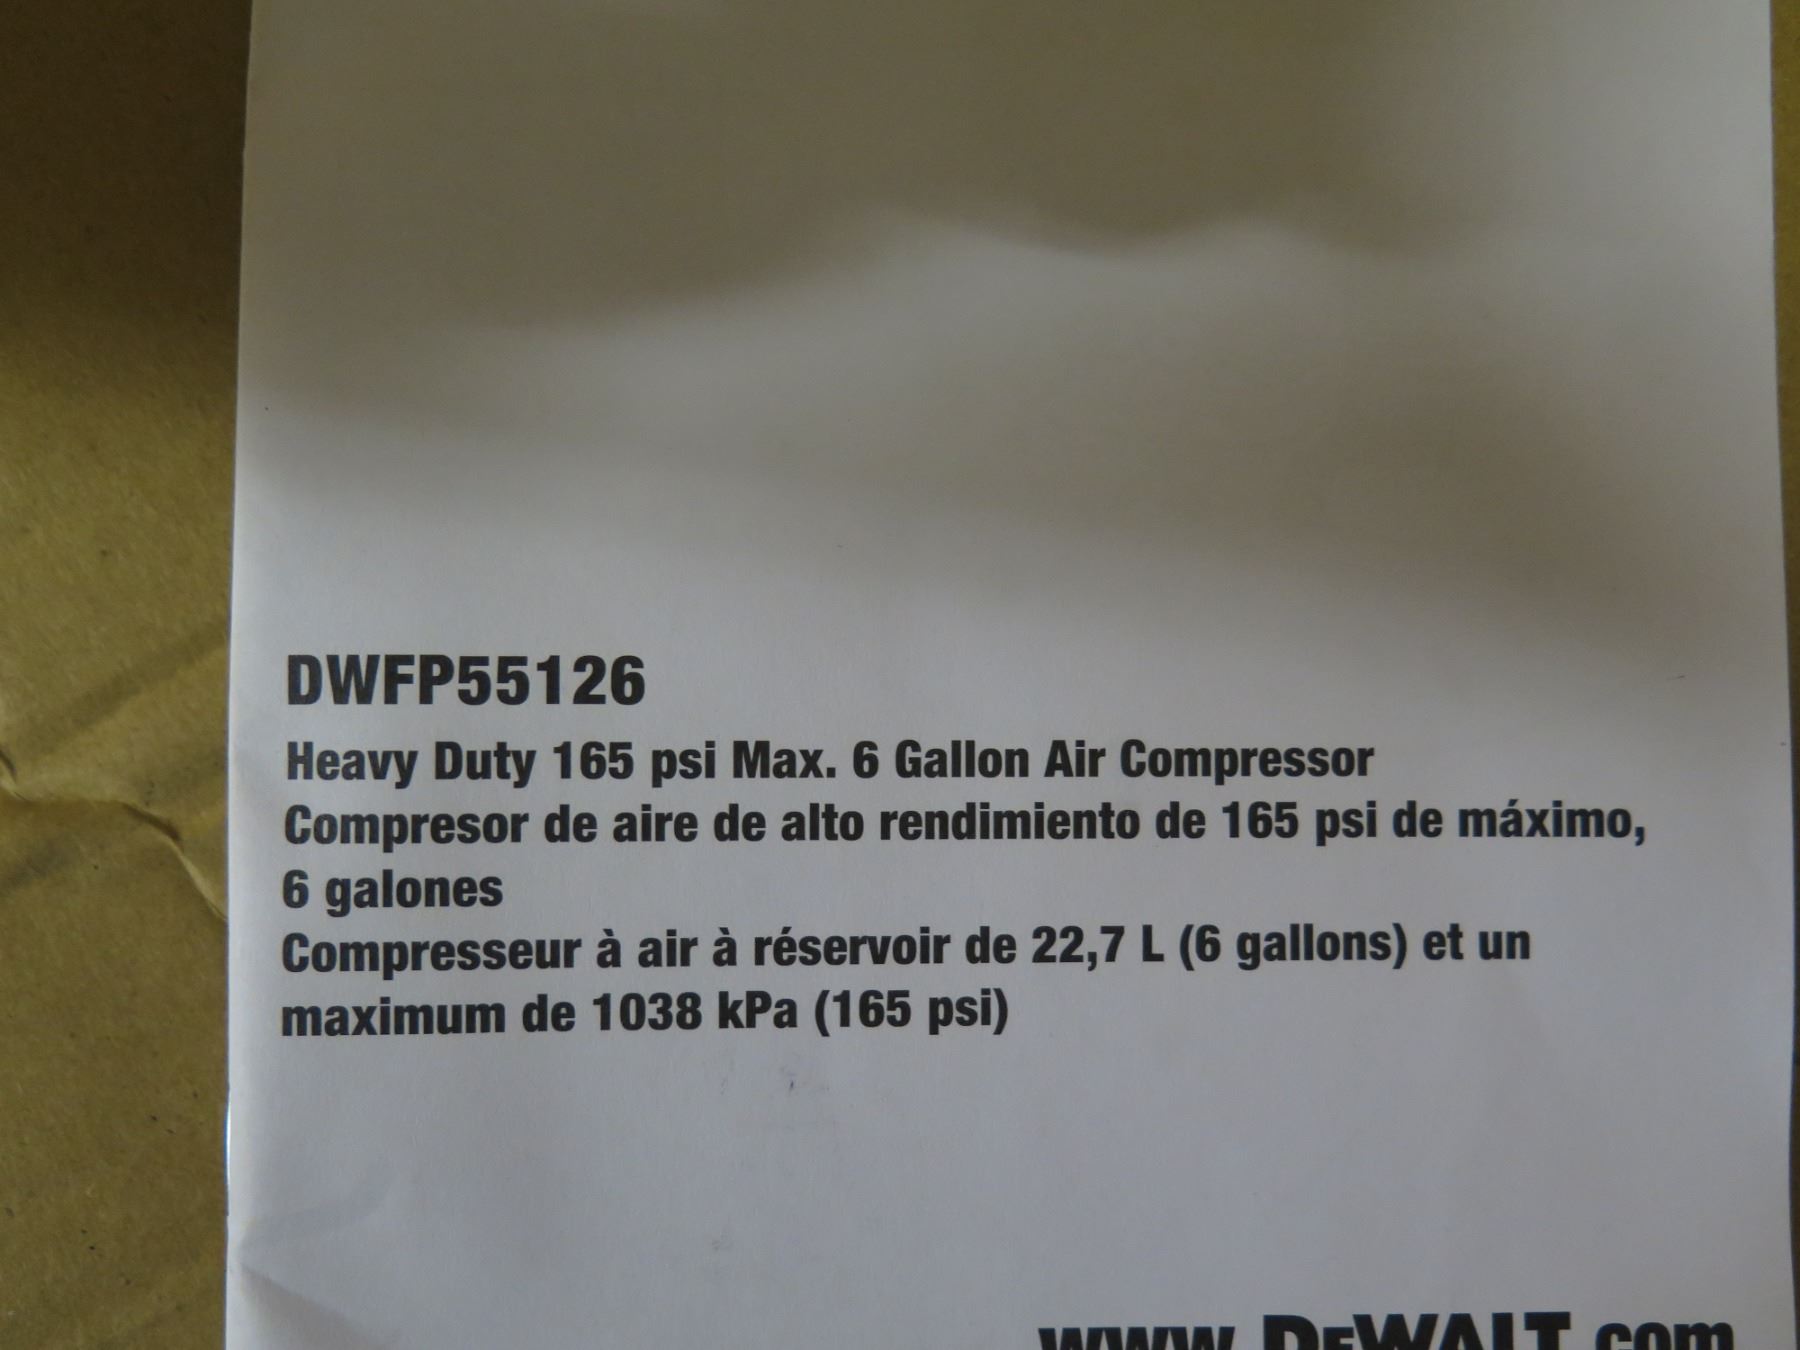 DWFP55126
Heavy Duty 165 psi Max. 6 Gallon Air Compressor
Compresor de aire de alto rendimiento de 165 psi de máximo,
6 galones
Compresseur à air à réservoir de 22,7 L (6 gallons) et un
maximum de 1038 kPa (165 psi)
www.DEWALT.com